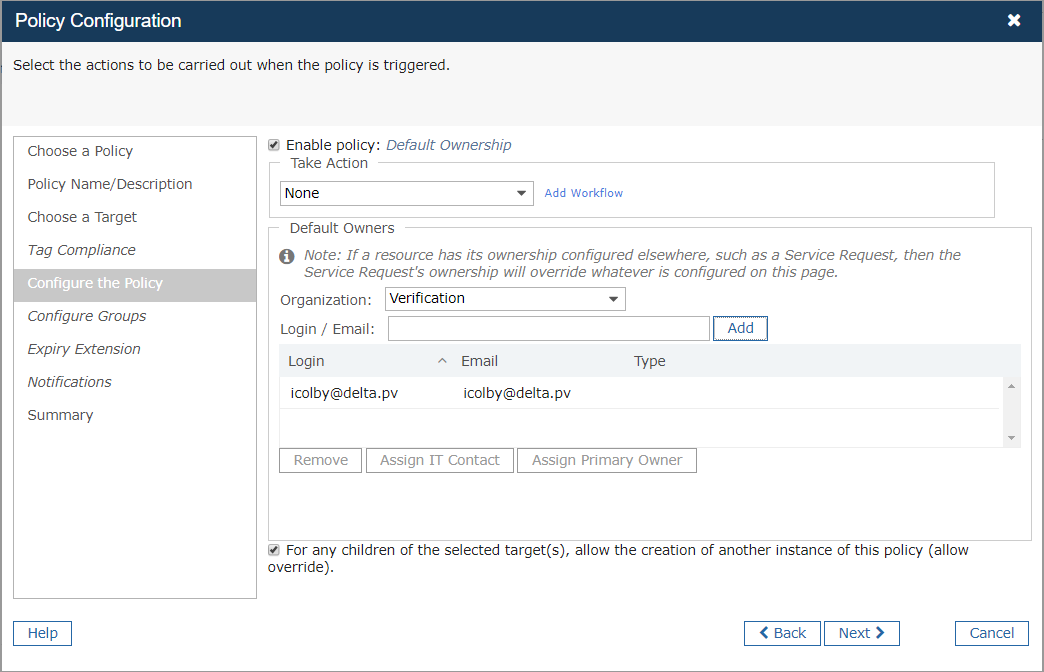 Policy Configuration
Select the actions to be carried out when the policy is triggered.
Choose a Policy
Policy Name/Description
Choose a Target
Tag Compliance
Configure the Policy
Configure Groups
Expiry Extension
Notifications
Summary
Enable policy: Default Ownership
Take Action
None
Add Workflow
Default Owners
Note: If a resource has its ownership configured elsewhere, such as a Service Request, then the
Service Request's ownership will override whatever is configured on this page.
Organization: Verification
Login / Email: Add
Login Email Type
icolby@delta.pv icolby@delta.pv
Remove Assign IT Contact Assign Primary Owner
For any children of the selected target(s), allow the creation of another instance of this policy (allow
override).
Help Back Next Cancel